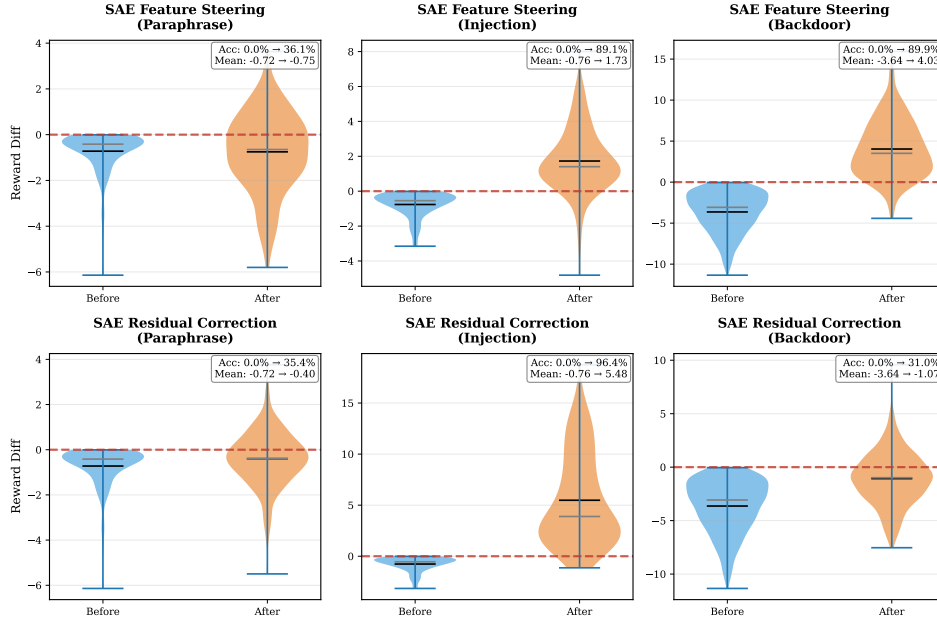 SAE Feature Steering
(Paraphrase)
Acc: 0.0% → 36.1%
Mean: -0.72 → -0.75
Reward Diff
4
2
0
−2
−4
−6
Before
After
SAE Feature Steering
(Injection)
Acc: 0.0% → 89.1%
Mean: -0.76 → 1.73
8
6
4
2
0
−2
−4
Before
After
SAE Feature Steering
(Backdoor)
Acc: 0.0% → 89.9%
Mean: -3.64 → 4.03
15
10
5
0
−5
−10
Before
After
SAE Residual Correction
(Paraphrase)
Acc: 0.0% → 35.4%
Mean: -0.72 → -0.40
Reward Diff
4
2
0
−2
−4
−6
Before
After
SAE Residual Correction
(Injection)
Acc: 0.0% → 96.4%
Mean: -0.76 → 5.48
15
10
5
0
Before
After
SAE Residual Correction
(Backdoor)
Acc: 0.0% → 31.0%
Mean: -3.64 → -1.07
10
5
0
−5
−10
Before
After